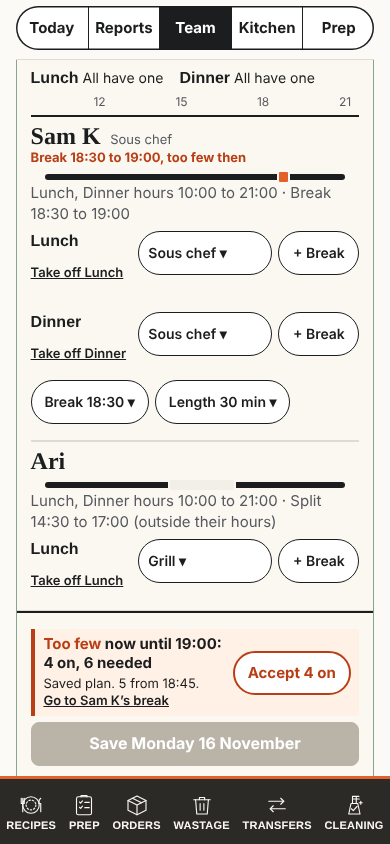 Today Reports Team Kitchen Prep
Lunch All have one Dinner All have one
12 15 18 21
Sam K Sous chef
Break 18:30 to 19:00, too few then
Lunch, Dinner hours 10:00 to 21:00 · Break
18:30 to 19:00
Lunch
Sous chef ▾ + Break
Take off Lunch
Dinner
Sous chef ▾ + Break
Take off Dinner
Break 18:30 ▾ Length 30 min ▾
Ari
Lunch, Dinner hours 10:00 to 21:00 · Split
14:30 to 17:00 (outside their hours)
Lunch
Grill ▾ + Break
Take off Lunch
Too few now until 19:00:
4 on, 6 needed
Accept 4 on
Saved plan. 5 from 18:45.
Go to Sam K’s break
Save Monday 16 November
RECIPES PREP ORDERS WASTAGE TRANSFERS CLEANING